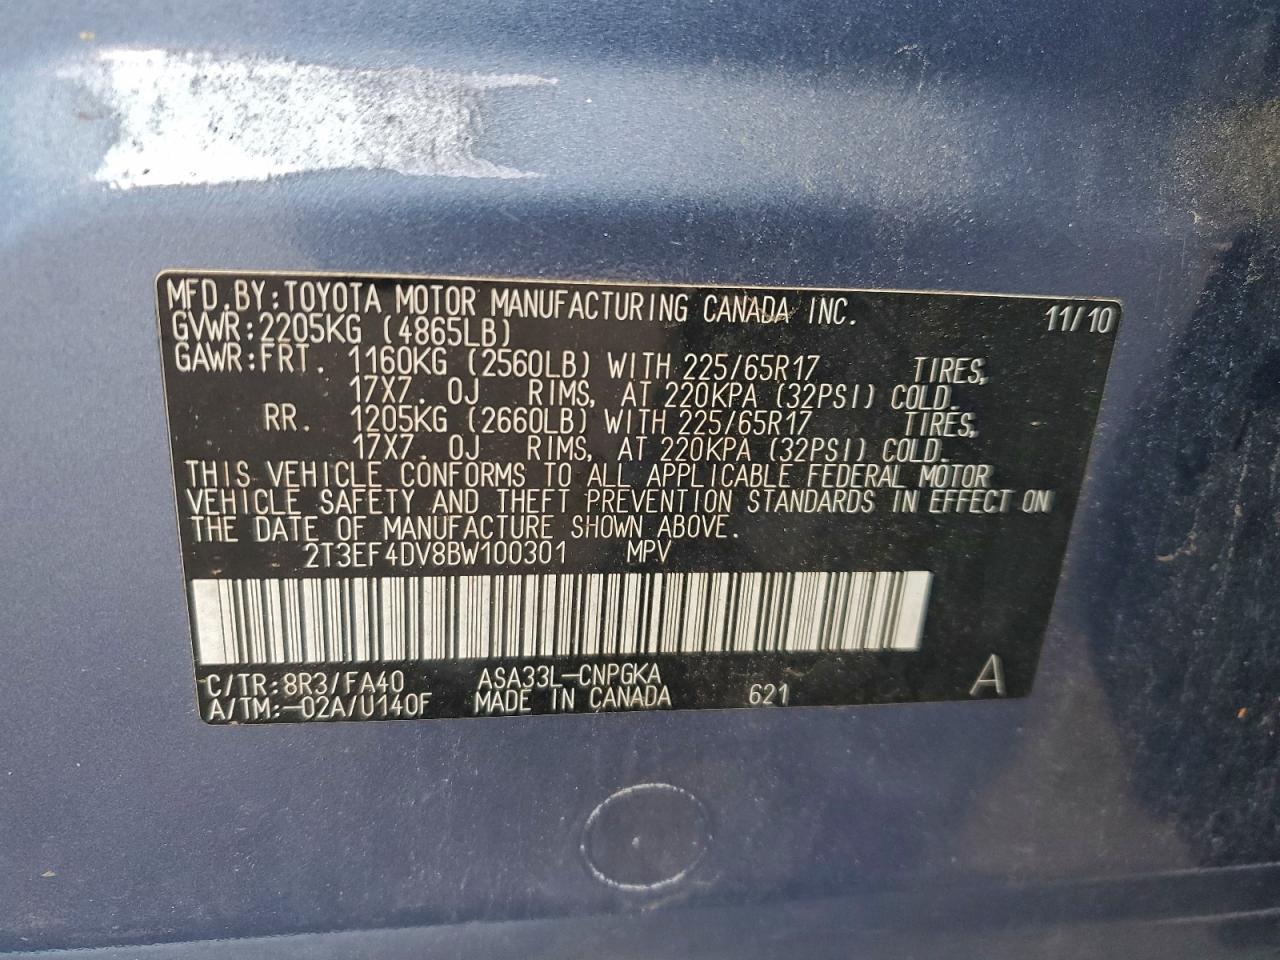 MFD.BY:TOYOTA MOTOR MANUFACTURING CANADA INC. 11/10
GVWR:2205KG (4865LB)
GAWR:FRT. 1160KG (2560LB) WITH 225/65R17 TIRES,
17X7. 0J RIMS, AT 220KPA (32PSI) COLD.
RR. 1205KG (2660LB) WITH 225/65R17 TIRES,
17X7. 0J RIMS, AT 220KPA (32PSI) COLD.
THIS VEHICLE CONFORMS TO ALL APPLICABLE FEDERAL MOTOR
VEHICLE SAFETY AND THEFT PREVENTION STANDARDS IN EFFECT ON
THE DATE OF MANUFACTURE SHOWN ABOVE.
2T3EF4DV8BW100301 MPV
C/TR:8R3/FA40 ASA33L-CNPGKA
A/TM:-02A/U140F MADE IN CANADA 621 A